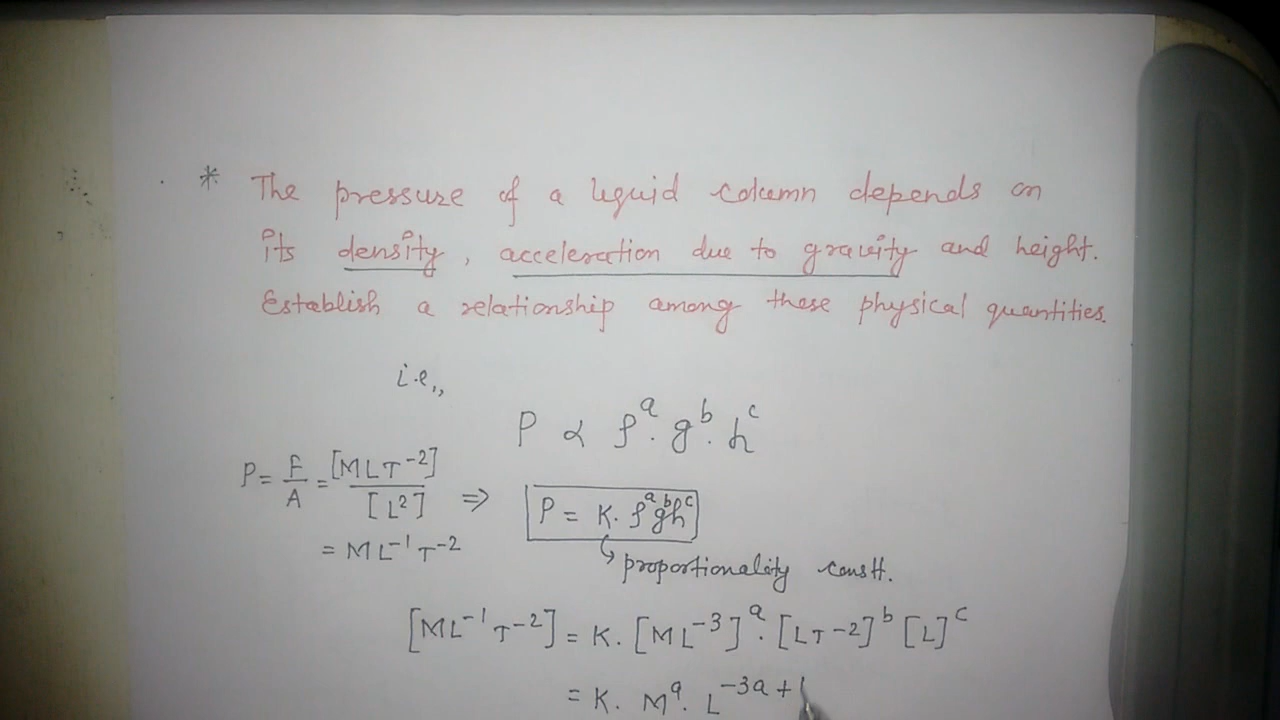 * The pressure of a liquid column depends on
its density, acceleration due to gravity and height.
Establish a relationship among these physical quantities.
i.e.,,
P ∝ ρ^a . g^b . h^c
P = F/A = [MLT^-2]/[L^2] ⇒ P = K. ρ^a g^b h^c
= ML^-1 T^-2
↳ proportionality constt.
[ML^-1 T^-2] = K. [ML^-3]^a . [LT^-2]^b [L]^c
= K. M^a . L^-3a +